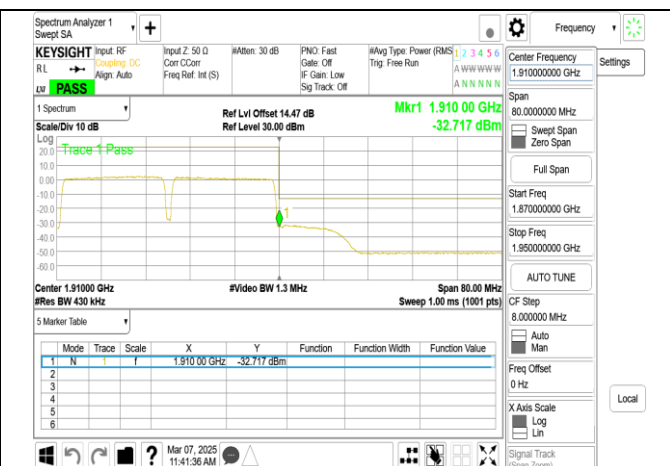 Spectrum Analyzer 1
Swept SA
▼
+
Frequency
▼
KEYSIGHT
RL
PASS
Input: RF
Coupling: DC
Align: Auto
Input Z: 50 Ω
Corr CCorr
Freq Ref: Int (S)
#Atten: 30 dB
PNO: Fast
Gate: Off
IF Gain: Low
Sig Track: Off
#Avg Type: Power (RMS
Trig: Free Run
1 2 3 4 5 6
A W W W W W
A N N N N N
1 Spectrum
▼
Scale/Div 10 dB
Log
Ref Lvl Offset 14.47 dB
Ref Level 30.00 dBm
Mkr1 1.910 00 GHz
-32.717 dBm
Trace 1 Pass
20.0
10.0
0.00
-10.0
-20.0
-30.0
-40.0
-50.0
-60.0
1
Center 1.91000 GHz
#Res BW 430 kHz
#Video BW 1.3 MHz
Span 80.00 MHz
Sweep 1.00 ms (1001 pts)
5 Marker Table
▼
Mode Trace Scale X Y Function Function Width Function Value
1 N 1 f 1.910 00 GHz -32.717 dBm
2
3
4
5
6
Mar 07, 2025
11:41:36 AM
?
Center Frequency
1.91000000 GHz
Settings
Span
80.0000000 MHz
Swept Span
Zero Span
Full Span
Start Freq
1.870000000 GHz
Stop Freq
1.950000000 GHz
AUTO TUNE
CF Step
8.000000 MHz
Auto
Man
Freq Offset
0 Hz
X Axis Scale
Log
Lin
Local
Signal Track
(Span Zoom)